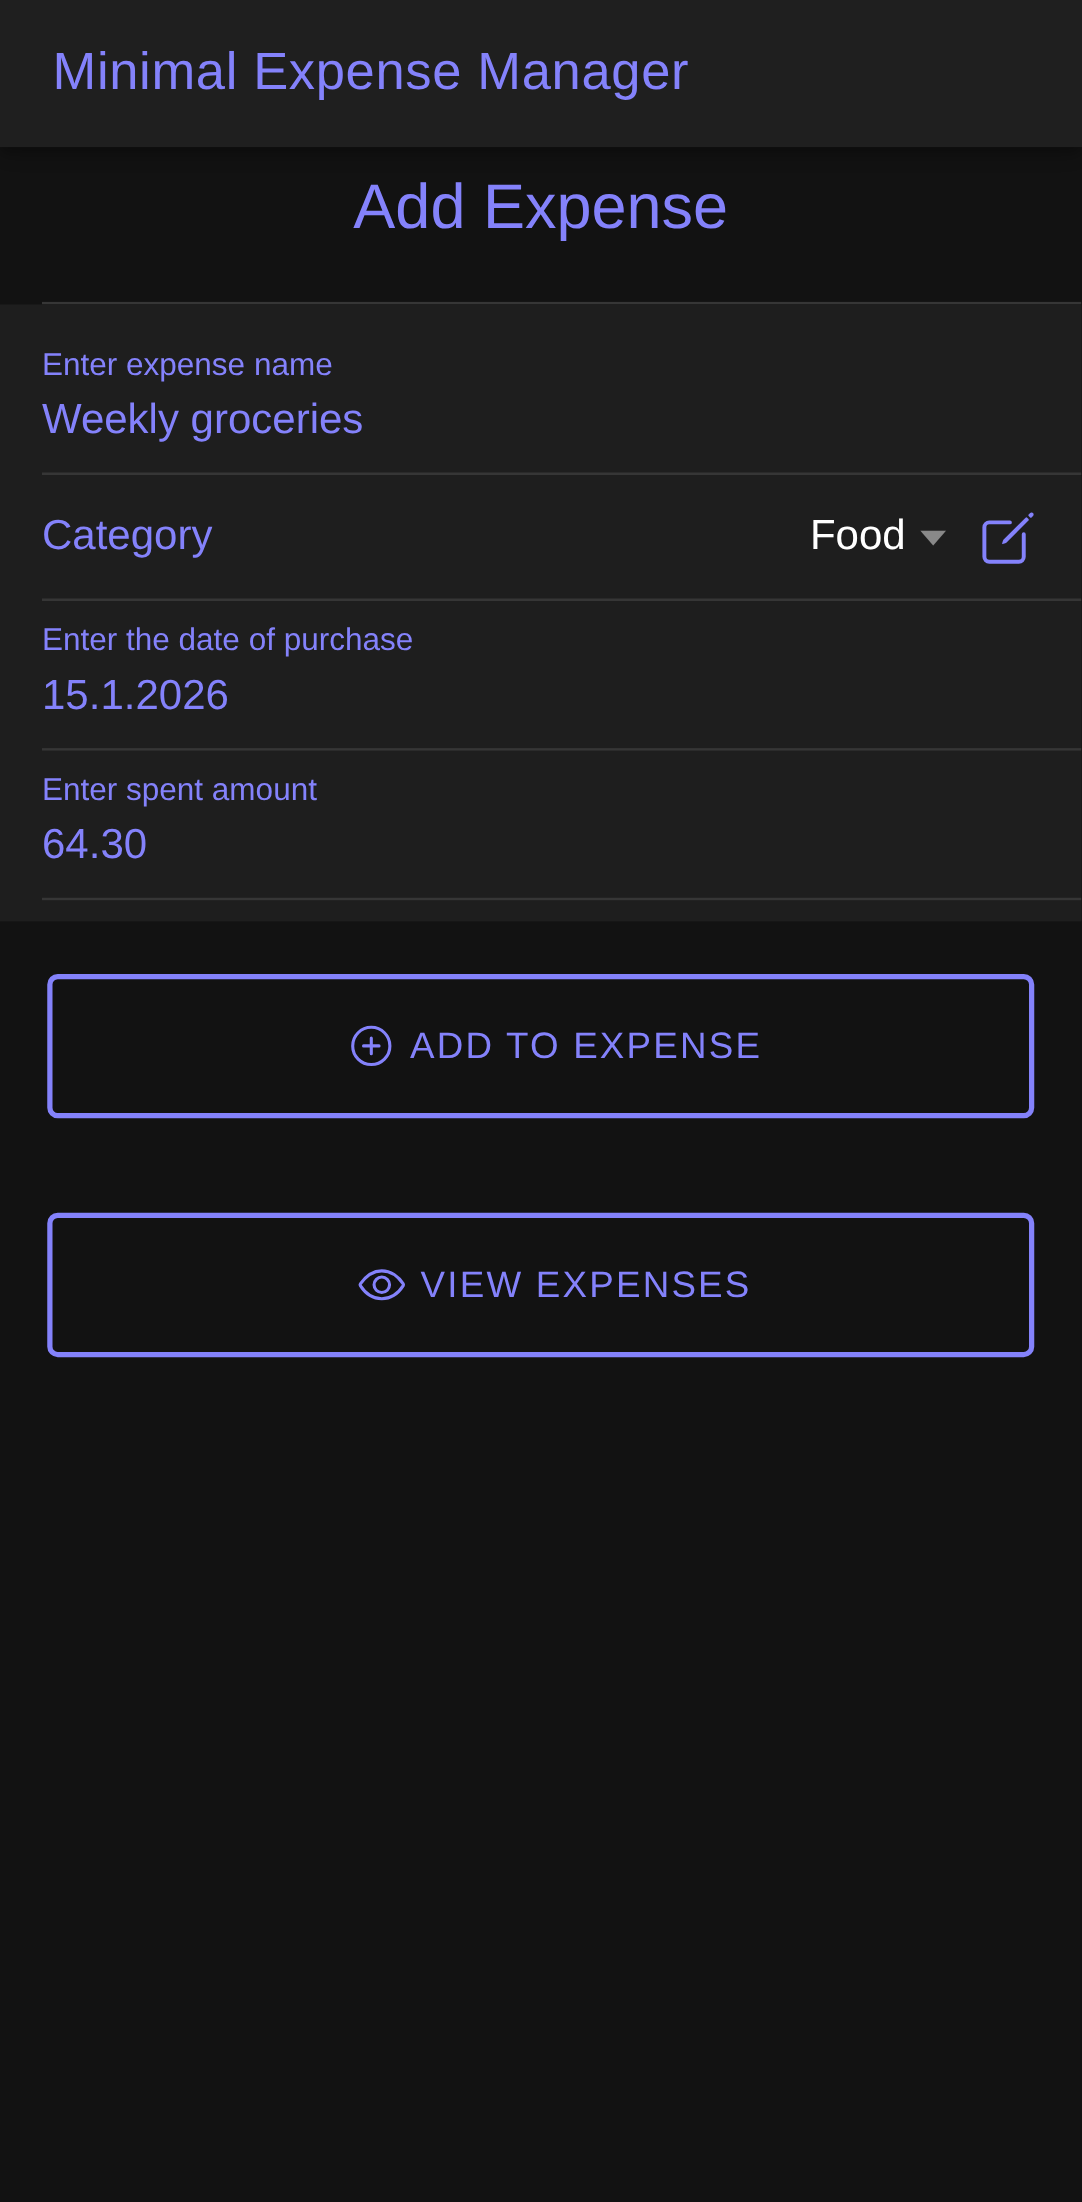 Minimal Expense Manager
Add Expense
Enter expense name
Weekly groceries
Category Food
Enter the date of purchase
15.1.2026
Enter spent amount
64.30
ADD TO EXPENSE
VIEW EXPENSES